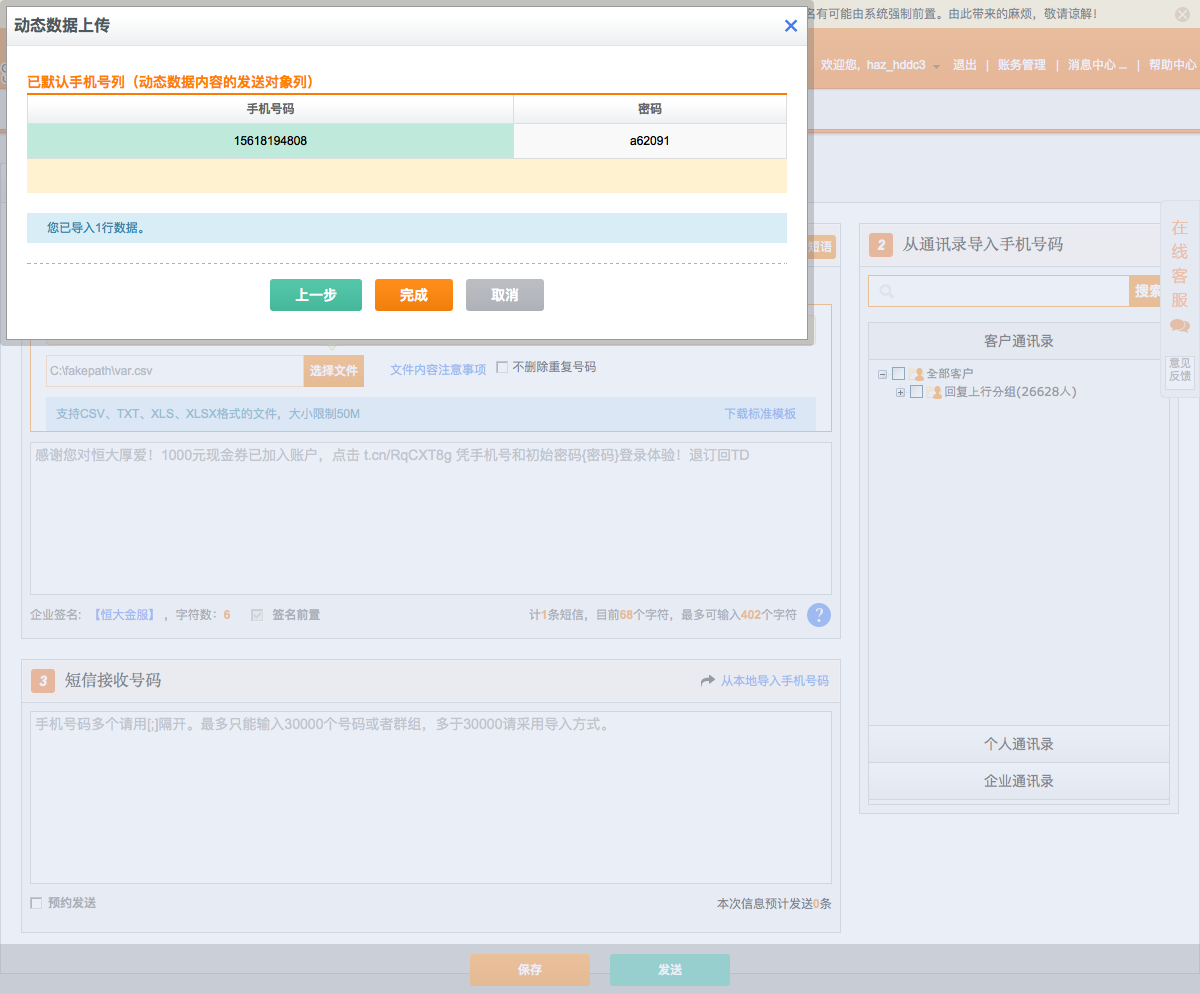 动态数据上传
名有可能由系统强制前置。由此带来的麻烦，敬请谅解！
欢迎您, haz_hddc3 退出 | 账务管理 | 消息中心 ... | 帮助中心
已默认手机号列（动态数据内容的发送对象列）
手机号码 密码
15618194808 a62091
您已导入1行数据。
上一步 完成 取消
短语
2 从通讯录导入手机号码
搜索
在线客服
意见反馈
客户通讯录
全部客户
回复上行分组(26628人)
C:\fakepath\var.csv 选择文件 文件内容注意事项 不删除重复号码
支持CSV、TXT、XLS、XLSX格式的文件，大小限制50M 下载标准模板
感谢您对恒大厚爱！1000元现金券已加入账户，点击 t.cn/RqCXT8g 凭手机号和初始密码{密码}登录体验！退订回TD
企业签名: 【恒大金服】 ，字符数：6 签名前置 计1条短信，目前68个字符，最多可输入402个字符 ?
3 短信接收号码 从本地导入手机号码
手机号码多个请用[;]隔开。最多只能输入30000个号码或者群组，多于30000请采用导入方式。
个人通讯录
企业通讯录
预约发送 本次信息预计发送0条
保存 发送